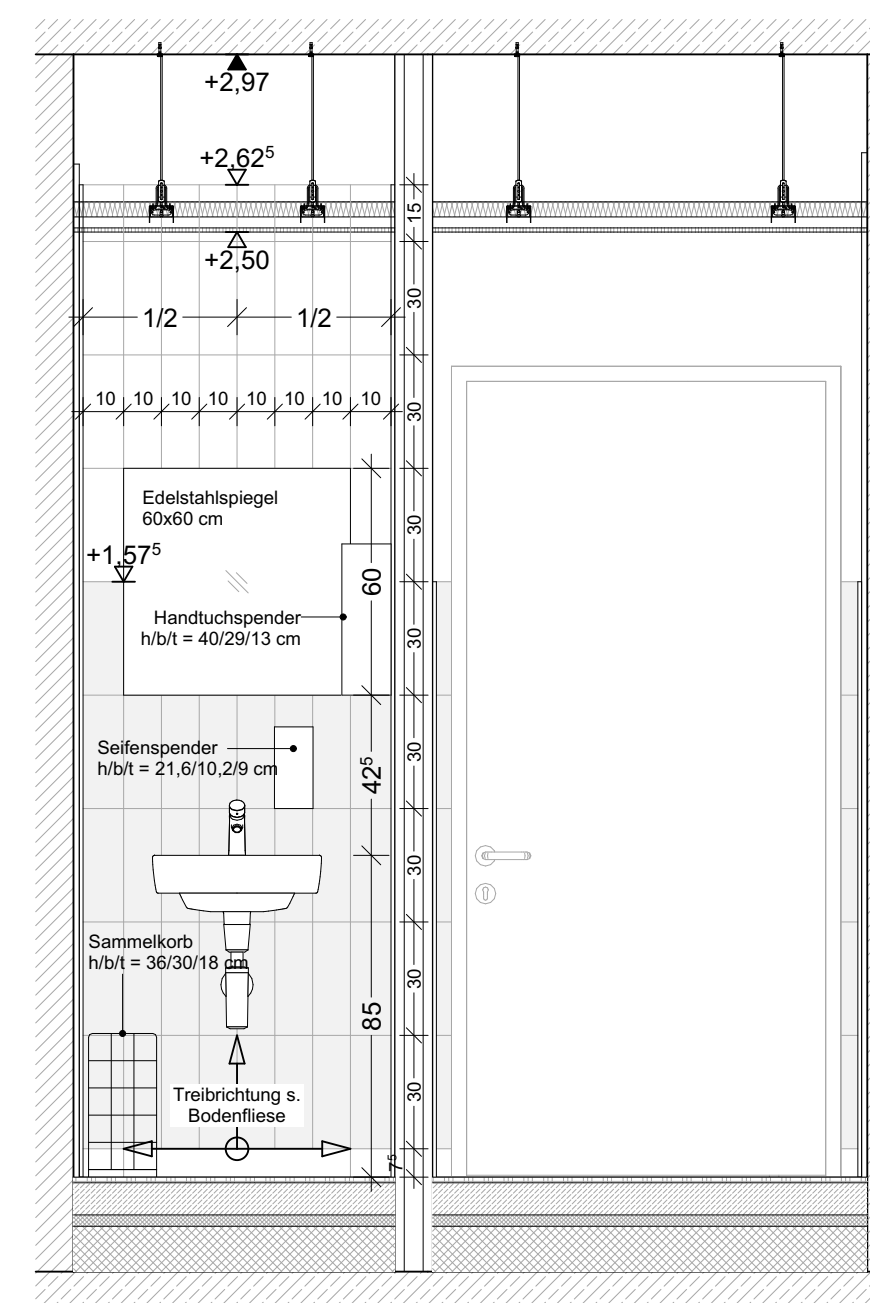 +2,97
+2,62⁵
15
+2,50
30
1/2 1/2
10 10 10 10 10 10 10 10
30
Edelstahlspiegel
60x60 cm
30
+1,57⁵
60
Handtuchspender
h/b/t = 40/29/13 cm
30
Seifenspender
h/b/t = 21,6/10,2/9 cm
42⁵
30
30
Sammelkorb
h/b/t = 36/30/18 cm
30
85
Treibrichtung s.
Bodenfliese
30
7⁵